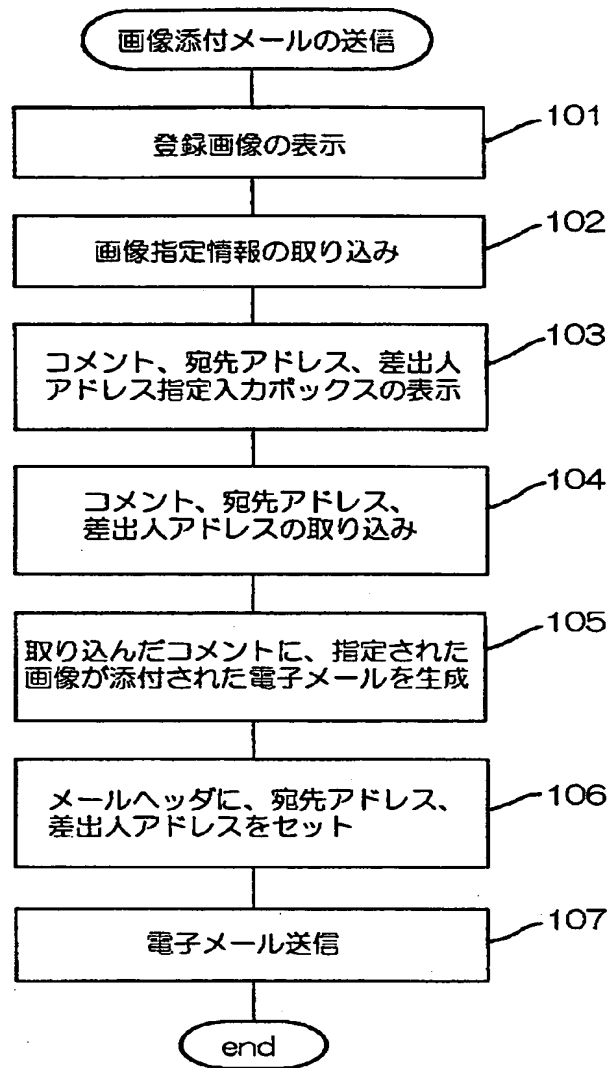 画像添付メールの送信
登録画像の表示
101
画像指定情報の取り込み
102
コメント、宛先アドレス、差出人
アドレス指定入力ボックスの表示
103
コメント、宛先アドレス、
差出人アドレスの取り込み
104
取り込んだコメントに、指定された
画像が添付された電子メールを生成
105
メールヘッダに、宛先アドレス、
差出人アドレスをセット
106
電子メール送信
107
end